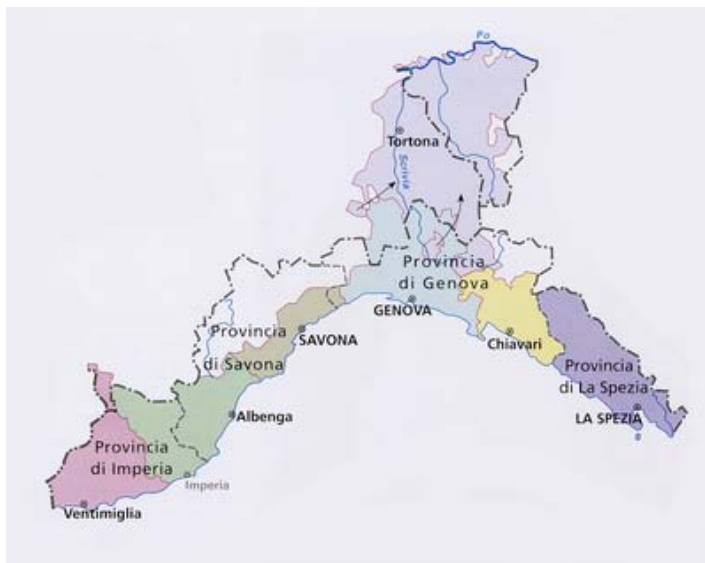 Po
Tortona
Scrivia
Provincia
di Genova
GENOVA
Provincia
di Savona
SAVONA
Chiavari
Provincia
di La Spezia
LA SPEZIA
Albenga
Provincia
di Imperia
Imperia
Ventimiglia